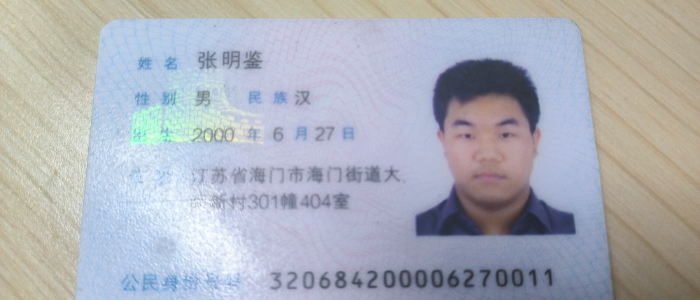 姓名 张明鉴
性别 男 民族 汉
出生 2000 年 6 月 27 日
住址 江苏省海门市海门街道大
新村301幢404室
公民身份号码 320684200006270011